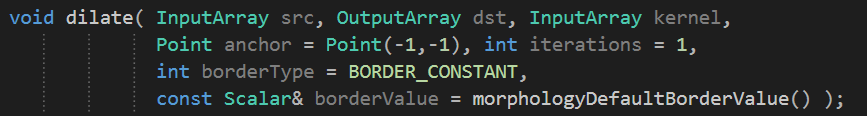 void dilate( InputArray src, OutputArray dst, InputArray kernel,
Point anchor = Point(-1,-1), int iterations = 1,
int borderType = BORDER_CONSTANT,
const Scalar& borderValue = morphologyDefaultBorderValue() );